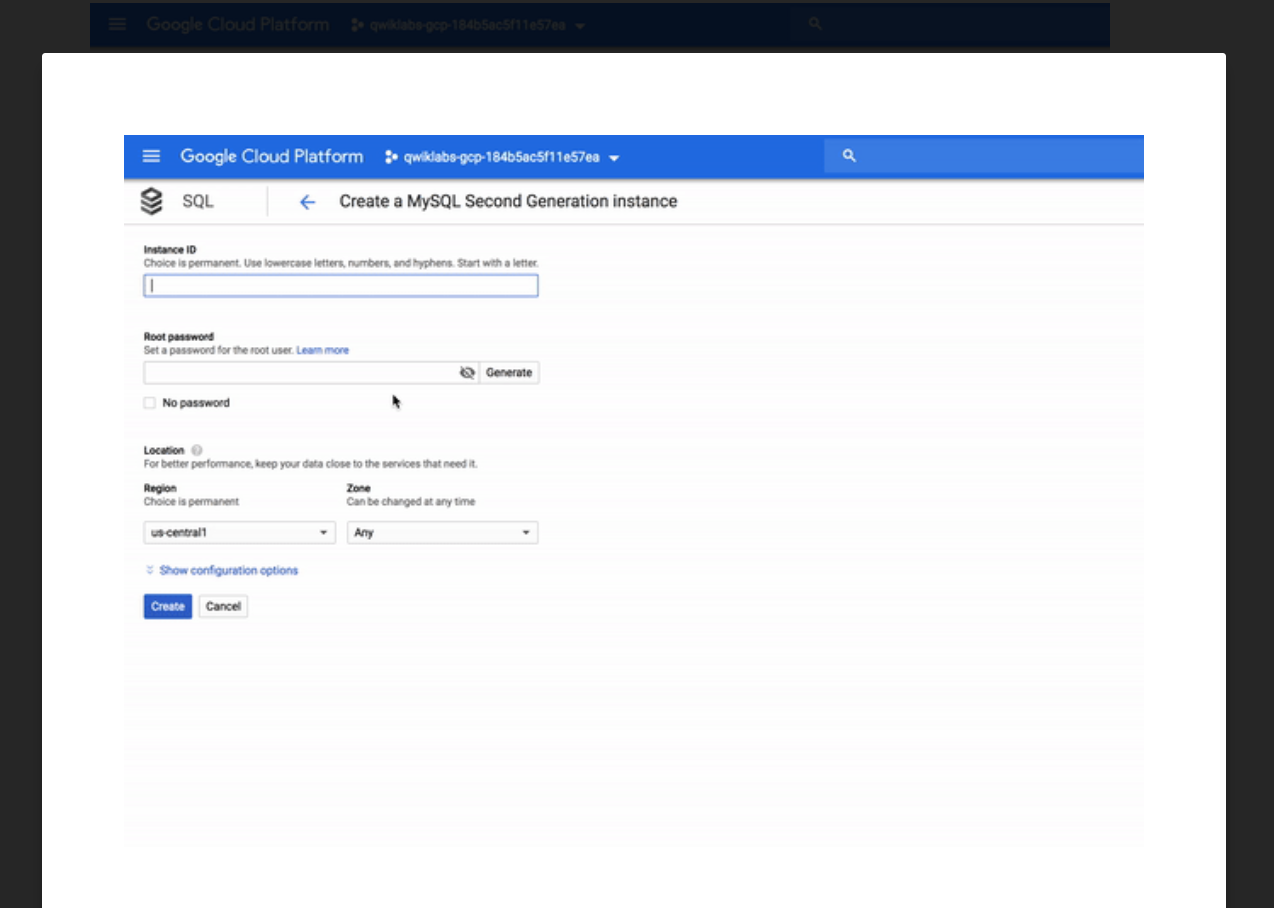 Google Cloud Platform qwiklabs-gcp-184b5ac5f11e57ea
Google Cloud Platform qwiklabs-gcp-184b5ac5f11e57ea
SQL Create a MySQL Second Generation instance
Instance ID
Choice is permanent. Use lowercase letters, numbers, and hyphens. Start with a letter.
Root password
Set a password for the root user. Learn more
Generate
No password
Location ?
For better performance, keep your data close to the services that need it.
Region Zone
Choice is permanent Can be changed at any time
us-central1 Any
Show configuration options
Create Cancel